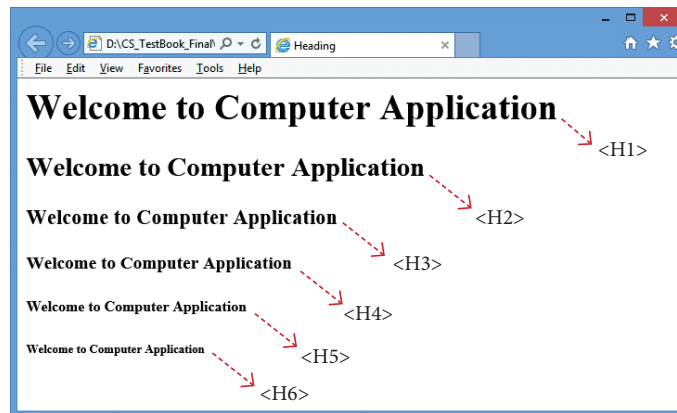 D:\CS_TestBook_Final\
Heading
File Edit View Favorites Tools Help
Welcome to Computer Application
<H1>
Welcome to Computer Application
<H2>
Welcome to Computer Application
<H3>
Welcome to Computer Application
<H4>
Welcome to Computer Application
<H5>
Welcome to Computer Application
<H6>